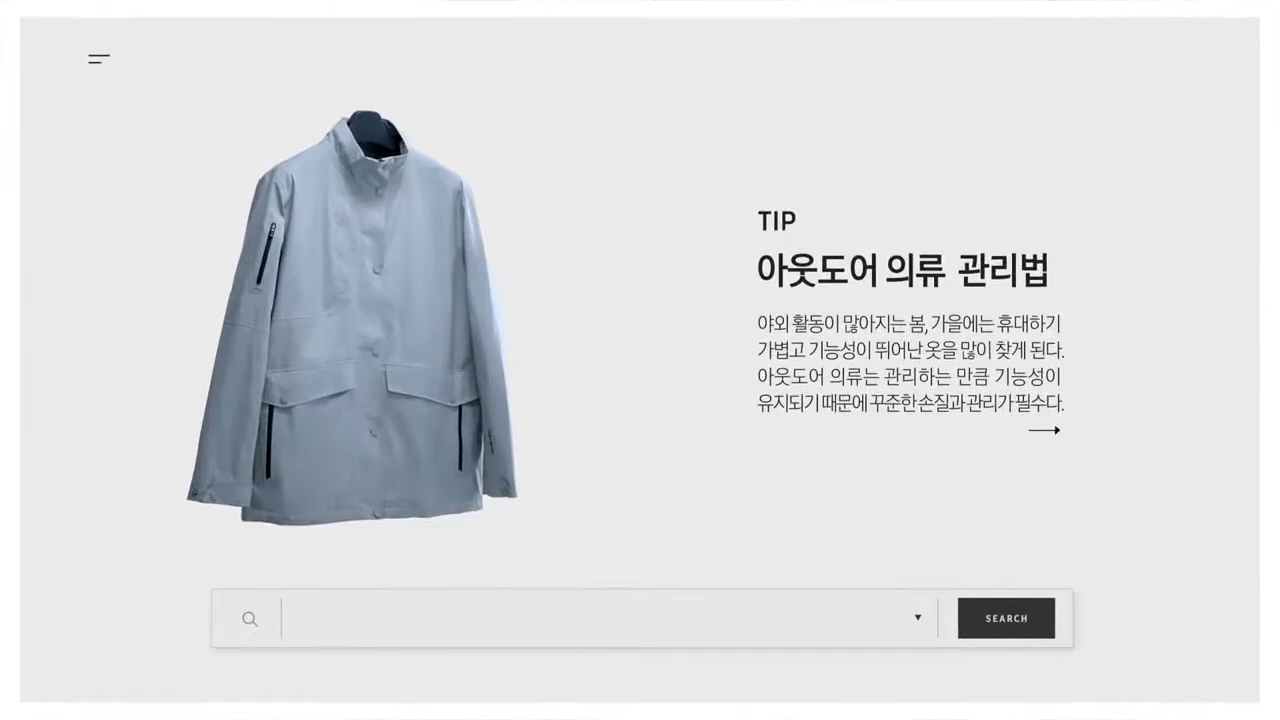 TIP
아웃도어 의류 관리법
야외 활동이 많아지는 봄, 가을에는 휴대하기
가볍고 기능성이 뛰어난 옷을 많이 찾게 된다.
아웃도어 의류는 관리하는 만큼 기능성이
유지되기 때문에 꾸준한 손질과 관리가 필수다.
SEARCH